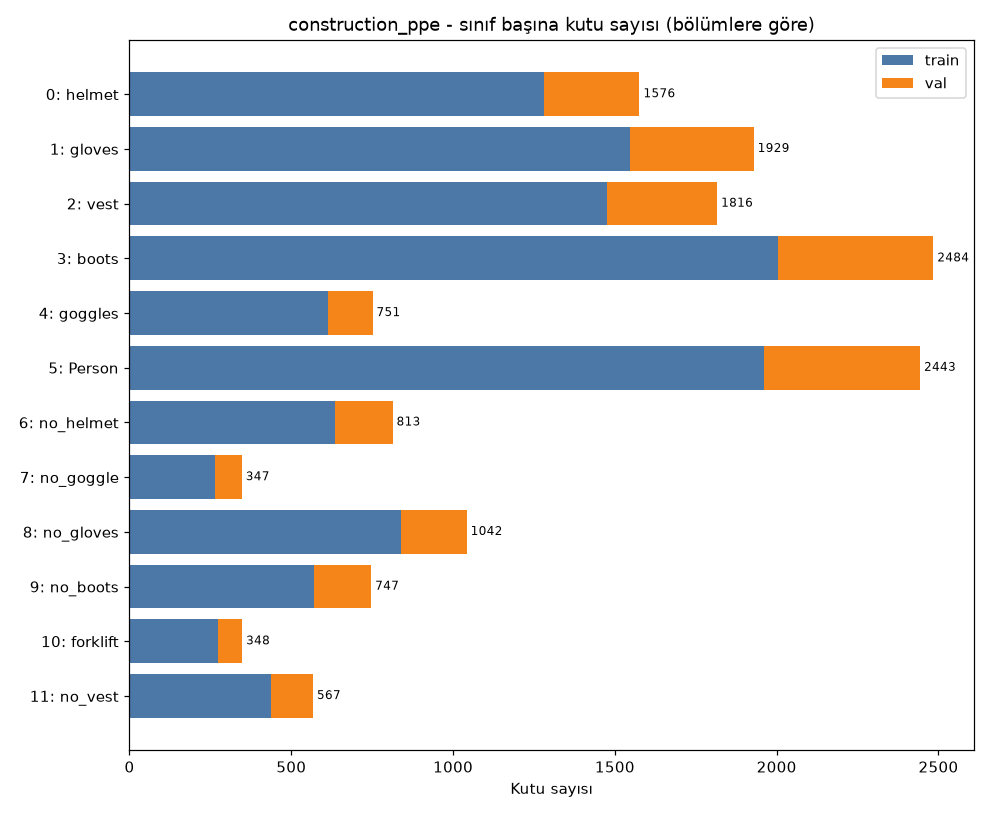 construction_ppe - sınıf başına kutu sayısı (bölümlere göre)
train
val
0: helmet 1576
1: gloves 1929
2: vest 1816
3: boots 2484
4: goggles 751
5: Person 2443
6: no_helmet 813
7: no_goggle 347
8: no_gloves 1042
9: no_boots 747
10: forklift 348
11: no_vest 567
0 500 1000 1500 2000 2500
Kutu sayısı